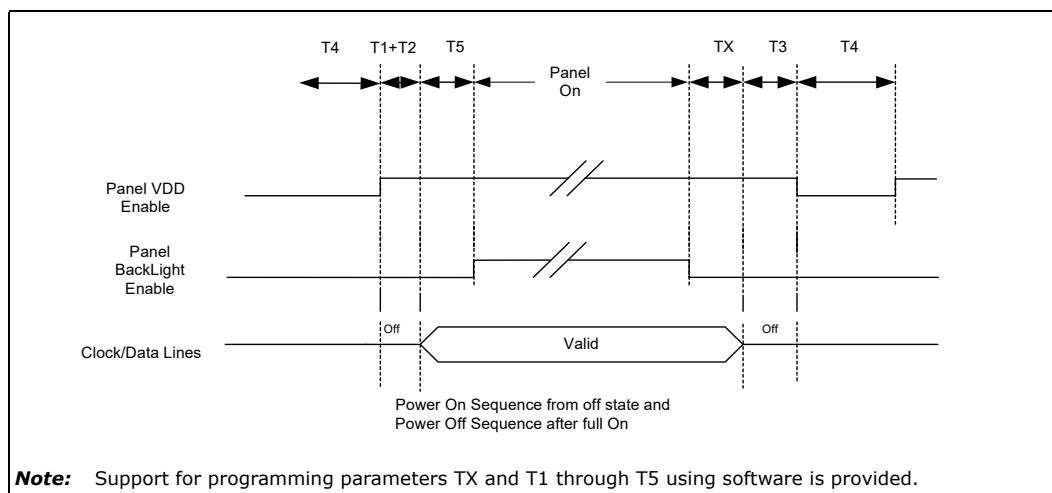 T4 T1+T2 T5 TX T3 T4
Panel
On
Panel VDD
Enable
Panel
BackLight
Enable
Off
Off
Clock/Data Lines
Valid
Power On Sequence from off state and
Power Off Sequence after full On
Note: Support for programming parameters TX and T1 through T5 using software is provided.